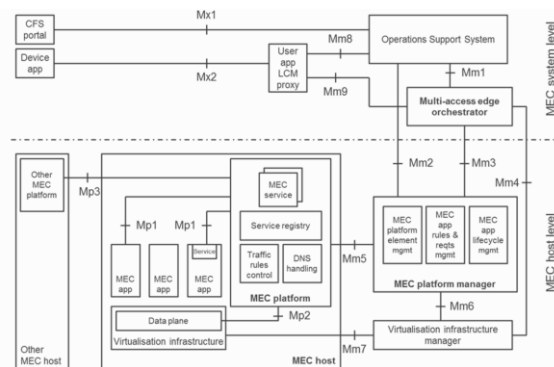 CFS
portal
Mx1
Operations Support System
Device
app
Mx2
User
app
LCM
proxy
Mm8
Mm9
Mm1
Multi-access edge
orchestrator
MEC system level
Mm2
Mm3
Mm4
Other
MEC
platform
Mp3
MEC
service
Mp1
Mp1
Service registry
Service
MEC
app
MEC
app
MEC
app
Traffic
rules
control
DNS
handling
MEC platform
Mm5
MEC
platform
element
mgmt
MEC
app
rules &
reqts
mgmt
MEC
app
lifecycle
mgmt
MEC platform manager
MEC host level
Data plane
Mp2
Virtualisation infrastructure
Mm6
Mm7
Virtualisation infrastructure
manager
Other
MEC host
MEC host